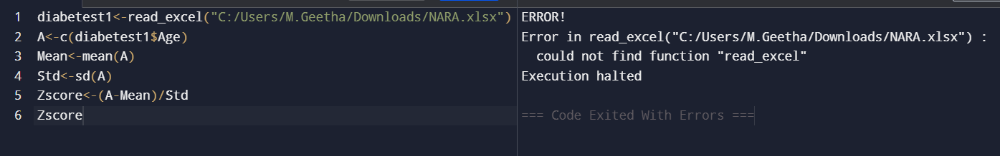 1 diabetest1<-read_excel("C:/Users/M.Geetha/Downloads/NARA.xlsx")
2 A<-c(diabetest1$Age)
3 Mean<-mean(A)
4 Std<-sd(A)
5 Zscore<-(A-Mean)/Std
6 Zscore
ERROR!
Error in read_excel("C:/Users/M.Geetha/Downloads/NARA.xlsx") :
  could not find function "read_excel"
Execution halted
=== Code Exited With Errors ===